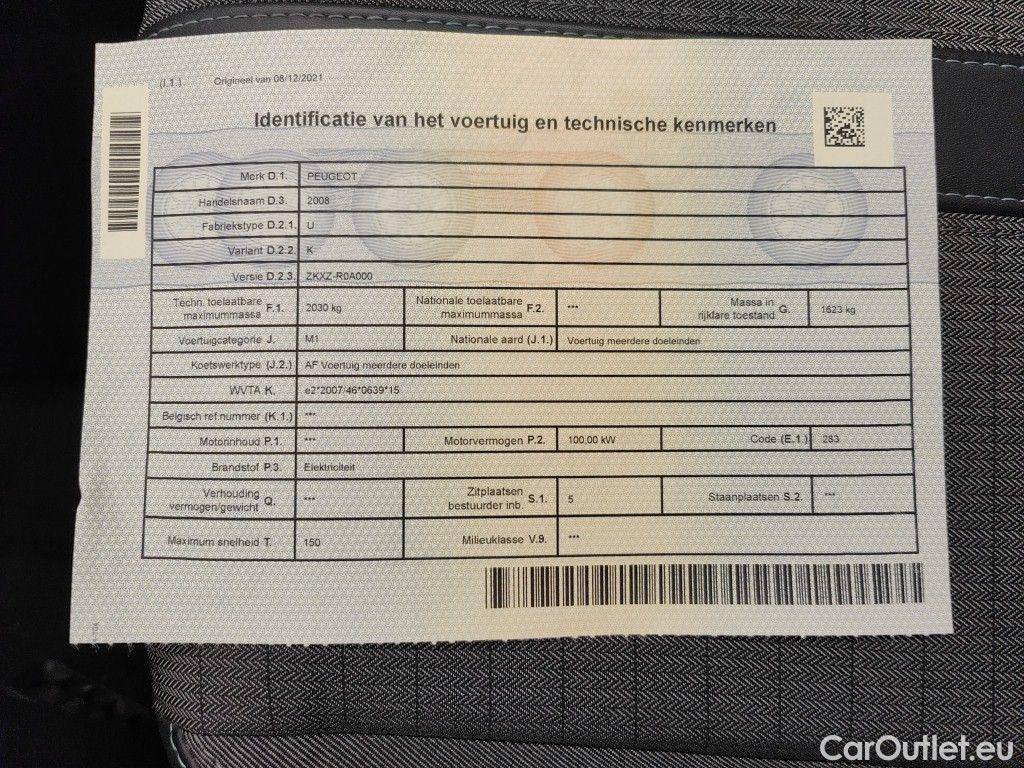 (I.1.) Origineel van 08/12/2021
Identificatie van het voertuig en technische kenmerken
Merk D.1. PEUGEOT
Handelsnaam D.3. 2008
Fabriekstype D.2.1. U
Variant D.2.2. K
Versie D.2.3. ZKXZ-R0A000
Techn. toelaatbare maximummassa F.1. 2030 kg Nationale toelaatbare maximummassa F.2. *** Massa in rijklare toestand G. 1623 kg
Voertuigcategorie J. M1 Nationale aard (J.1.) Voertuig meerdere doeleinden
Koetswerktype (J.2.) AF Voertuig meerdere doeleinden
WVTA K. e2*2007/46*0639*15
Belgisch ref.nummer (K.1.) ***
Motorinhoud P.1. *** Motorvermogen P.2. 100,00 kW Code (E.1.) 283
Brandstof P.3. Elektriciteit
Verhouding vermogen/gewicht Q. *** Zitplaatsen bestuurder inb. S.1. 5 Staanplaatsen S.2. ***
Maximum snelheid T. 150 Milieuklasse V.9. ***
CarOutlet.eu